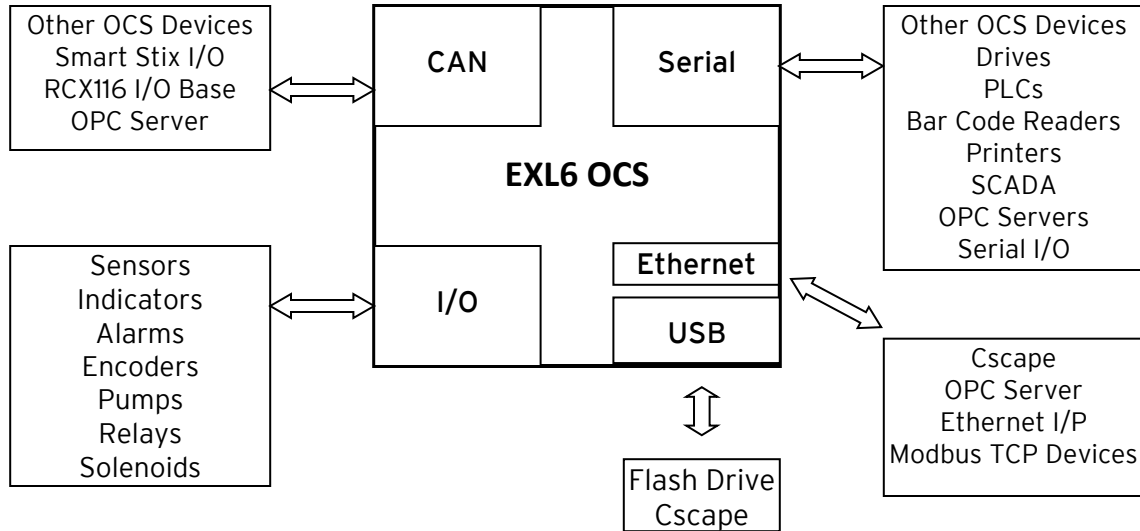 Other OCS Devices
Smart Stix I/O
RCX116 I/O Base
OPC Server
CAN
Serial
Other OCS Devices
Drives
PLCs
Bar Code Readers
Printers
SCADA
OPC Servers
Serial I/O
EXL6 OCS
Sensors
Indicators
Alarms
Encoders
Pumps
Relays
Solenoids
I/O
Ethernet
USB
Cscape
OPC Server
Ethernet I/P
Modbus TCP Devices
Flash Drive
Cscape